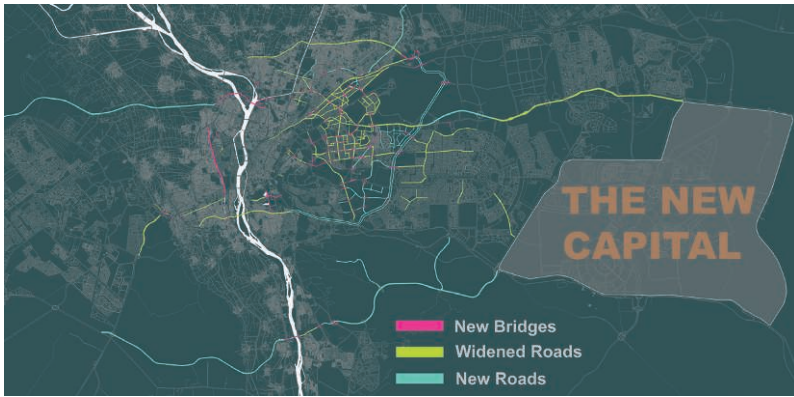 THE NEW
CAPITAL
New Bridges
Widened Roads
New Roads